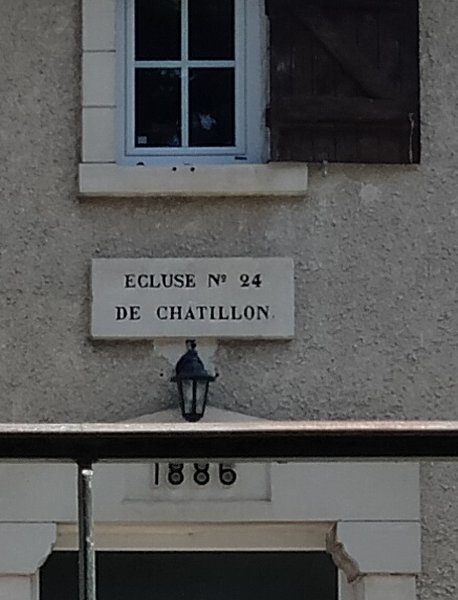 ECLUSE Nº 24
DE CHATILLON
1886